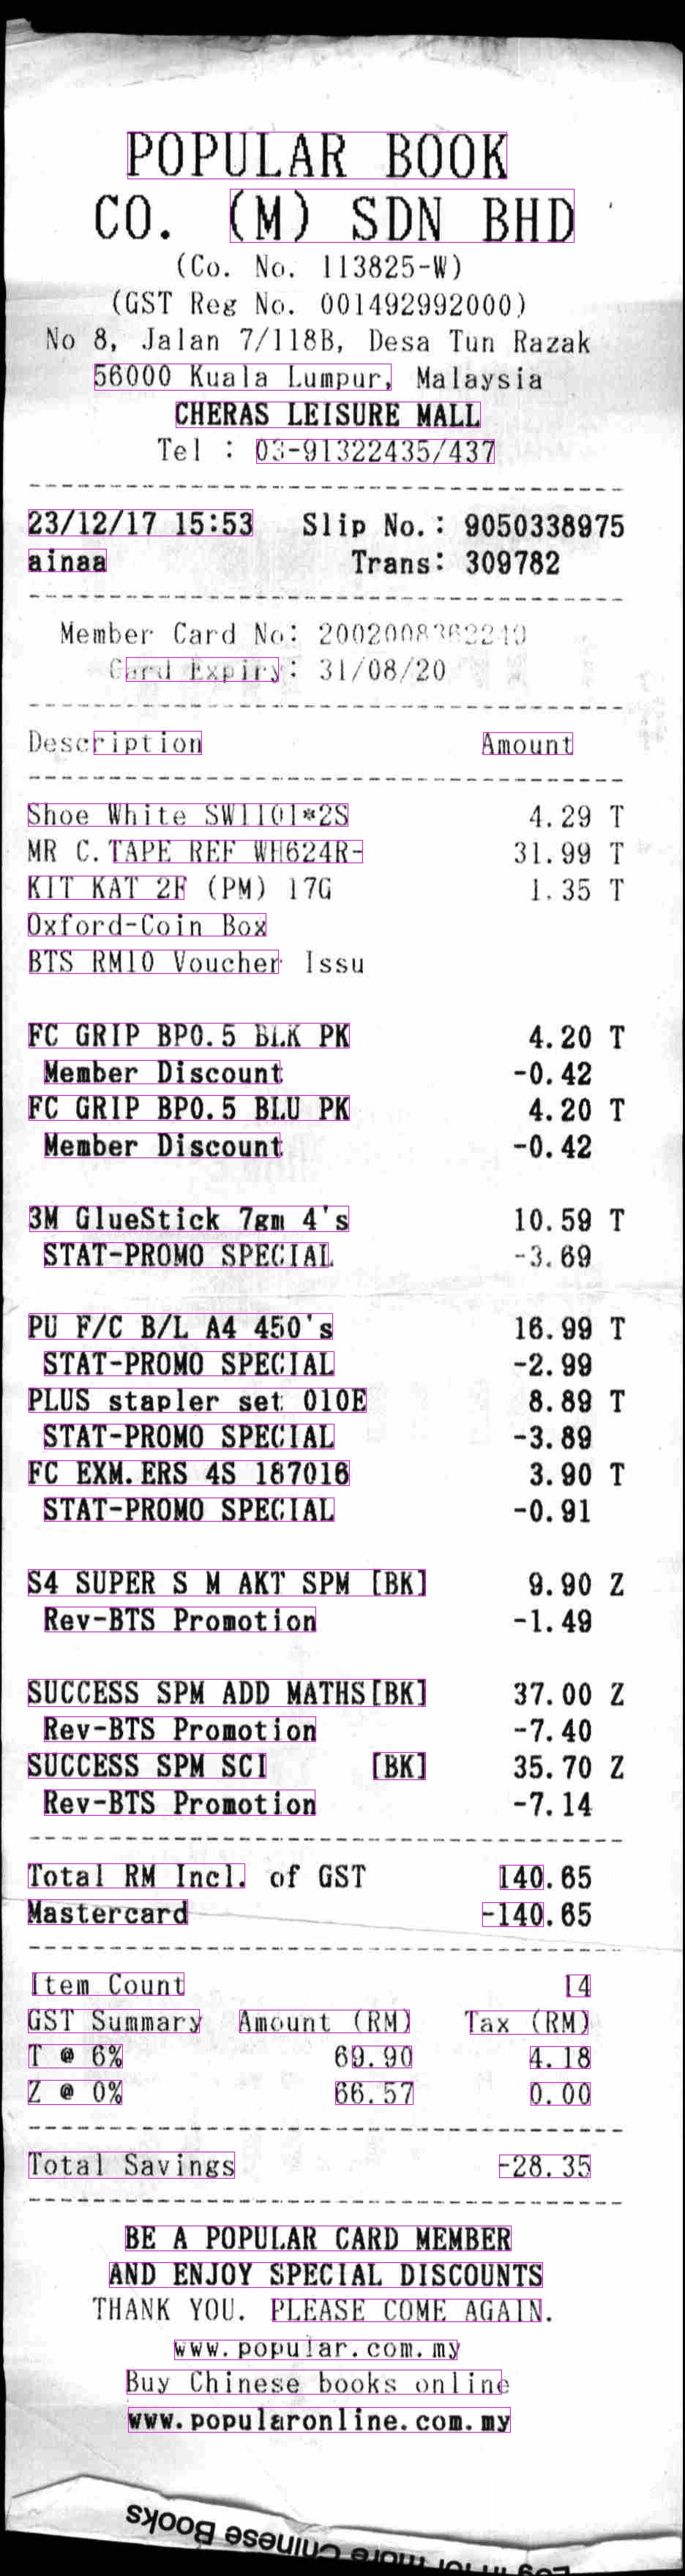 POPULAR BOOK
CO. (M) SDN BHD
(Co. No. 113825-W)
(GST Reg No. 001492992000)
No 8, Jalan 7/118B, Desa Tun Razak
56000 Kuala Lumpur, Malaysia
CHERAS LEISURE MALL
Tel : 03-91322435/437
23/12/17 15:53 Slip No.: 9050338975
ainaa Trans: 309782
Member Card No:
Card Expiry: 31/08/20
Description Amount
Shoe White SW1101*2S 4.29 T
MR C.TAPE REF WH624R- 31.99 T
KIT KAT 2F (PM) 17G 1.35 T
Oxford-Coin Box
BTS RM10 Voucher Issu
FC GRIP BP0.5 BLK PK 4.20 T
Member Discount -0.42
FC GRIP BP0.5 BLU PK 4.20 T
Member Discount -0.42
3M GlueStick 7gm 4's 10.59 T
STAT-PROMO SPECIAL -3.69
PU F/C B/L A4 450's 16.99 T
STAT-PROMO SPECIAL -2.99
PLUS stapler set 010E 8.89 T
STAT-PROMO SPECIAL -3.89
FC EXM.ERS 4S 187016 3.90 T
STAT-PROMO SPECIAL -0.91
S4 SUPER S M AKT SPM [BK] 9.90 Z
Rev-BTS Promotion -1.49
SUCCESS SPM ADD MATHS[BK] 37.00 Z
Rev-BTS Promotion -7.40
SUCCESS SPM SCI [BK] 35.70 Z
Rev-BTS Promotion -7.14
Total RM Incl. of GST 140.65
Mastercard -140.65
Item Count 14
GST Summary Amount (RM) Tax (RM)
T @ 6% 69.90 4.18
Z @ 0% 66.57 0.00
Total Savings -28.35
BE A POPULAR CARD MEMBER
AND ENJOY SPECIAL DISCOUNTS
THANK YOU. PLEASE COME AGAIN.
www.popular.com.my
Buy Chinese books online
www.popularonline.com.my
Chinese Books